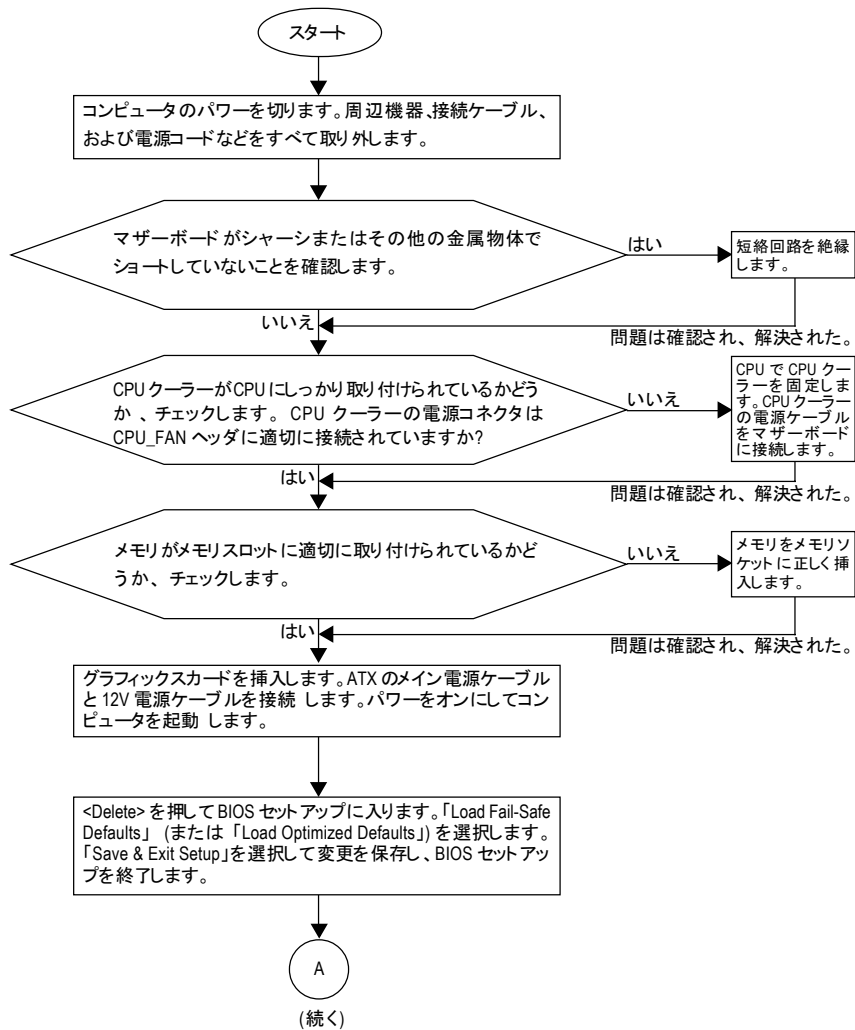 スタート
コンピュータのパワーを切ります。周辺機器、接続ケーブル、
および電源コードなどをすべて取り外します。
マザーボードがシャーシまたはその他の金属物体で
ショートしていないことを確認します。
はい
短絡回路を絶縁
します。
いいえ
問題は確認され、解決された。
CPU クーラーがCPUにしっかり取り付けられているかどう
か、チェックします。 CPU クーラーの電源コネクタは
CPU_FAN ヘッダに適切に接続されていますか?
いいえ
CPU で CPU クー
ラーを固定しま
す。CPU クーラー
の電源ケーブル
をマザーボード
に接続します。
はい
問題は確認され、解決された。
メモリがメモリスロットに適切に取り付けられているかど
うか、チェックします。
いいえ
メモリをメモリソ
ケットに正しく挿
入します。
はい
問題は確認され、解決された。
グラフィックスカードを挿入します。ATX のメイン電源ケーブル
と 12V 電源ケーブルを接続 します。パワーをオンにしてコン
ピュータを起動 します。
<Delete> を押して BIOS セットアップに入ります。「Load Fail-Safe
Defaults」 (または 「Load Optimized Defaults」) を選択します。
「Save & Exit Setup」を選択して変更を保存し、BIOS セットアッ
プを終了します。
A
(続く)